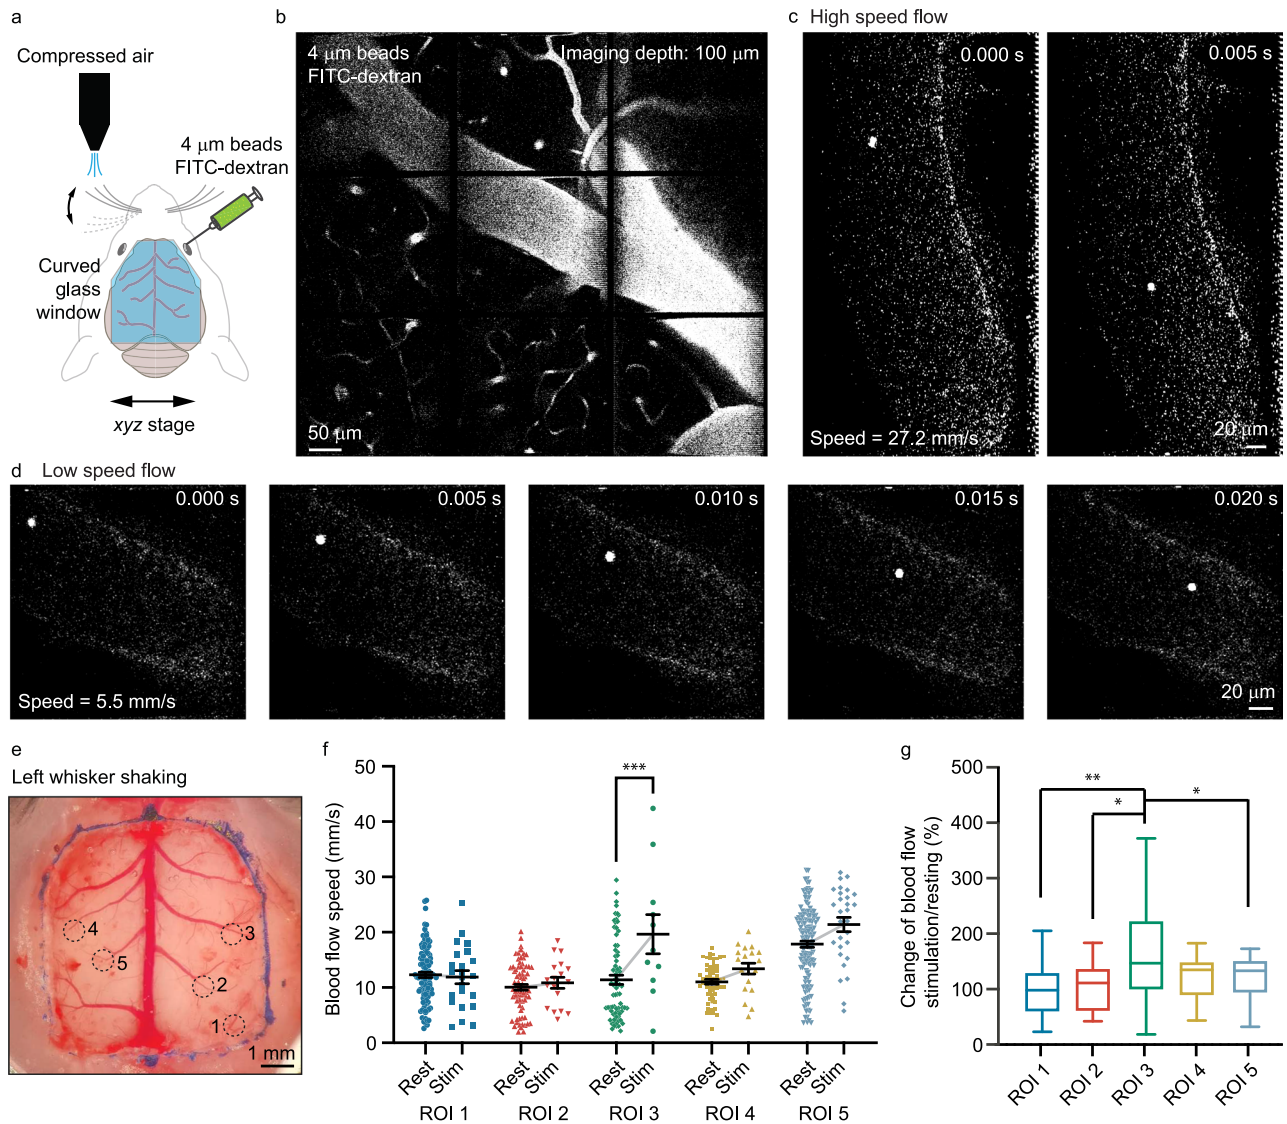 a
Compressed air
4 μm beads
FITC-dextran
Curved
glass
window
xyz stage
b
4 μm beads
FITC-dextran
Imaging depth: 100 μm
50 μm
c High speed flow
0.000 s
Speed = 27.2 mm/s
0.005 s
20 μm
d Low speed flow
0.000 s
Speed = 5.5 mm/s
0.005 s
0.010 s
0.015 s
0.020 s
20 μm
e
Left whisker shaking
4
5
3
2
1
1 mm
f
Blood flow speed (mm/s)
50
40
30
20
10
0
***
Rest Stim Rest Stim Rest Stim Rest Stim Rest Stim
ROI 1 ROI 2 ROI 3 ROI 4 ROI 5
g
Change of blood flow
stimulation/resting (%)
500
400
300
200
150
100
50
0
**
*
*
ROI 1 ROI 2 ROI 3 ROI 4 ROI 5